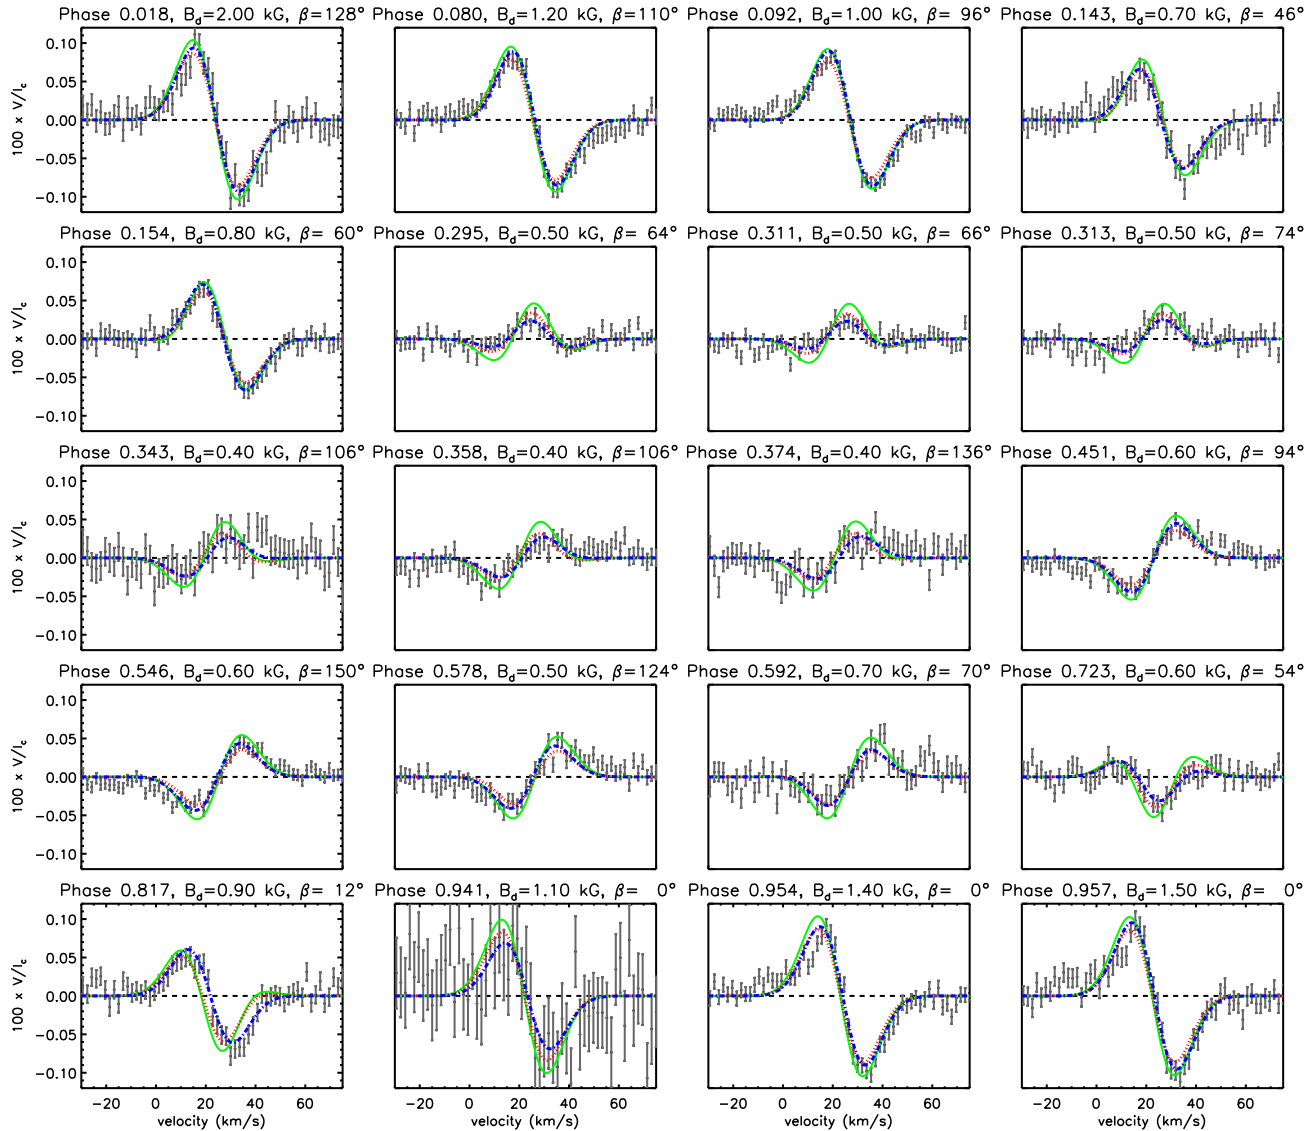 Phase 0.018, B_d=2.00 kG, β=128° Phase 0.080, B_d=1.20 kG, β=110° Phase 0.092, B_d=1.00 kG, β= 96° Phase 0.143, B_d=0.70 kG, β= 46°
0.10
0.05
0.00
−0.05
−0.10
100 × V/I_c
Phase 0.154, B_d=0.80 kG, β= 60° Phase 0.295, B_d=0.50 kG, β= 64° Phase 0.311, B_d=0.50 kG, β= 66° Phase 0.313, B_d=0.50 kG, β= 74°
0.10
0.05
0.00
−0.05
−0.10
100 × V/I_c
Phase 0.343, B_d=0.40 kG, β=106° Phase 0.358, B_d=0.40 kG, β=106° Phase 0.374, B_d=0.40 kG, β=136° Phase 0.451, B_d=0.60 kG, β= 94°
0.10
0.05
0.00
−0.05
−0.10
100 × V/I_c
Phase 0.546, B_d=0.60 kG, β=150° Phase 0.578, B_d=0.50 kG, β=124° Phase 0.592, B_d=0.70 kG, β= 70° Phase 0.723, B_d=0.60 kG, β= 54°
0.10
0.05
0.00
−0.05
−0.10
100 × V/I_c
Phase 0.817, B_d=0.90 kG, β= 12° Phase 0.941, B_d=1.10 kG, β= 0° Phase 0.954, B_d=1.40 kG, β= 0° Phase 0.957, B_d=1.50 kG, β= 0°
0.10
0.05
0.00
−0.05
−0.10
100 × V/I_c
−20 0 20 40 60 −20 0 20 40 60 −20 0 20 40 60 −20 0 20 40 60
velocity (km/s) velocity (km/s) velocity (km/s) velocity (km/s)